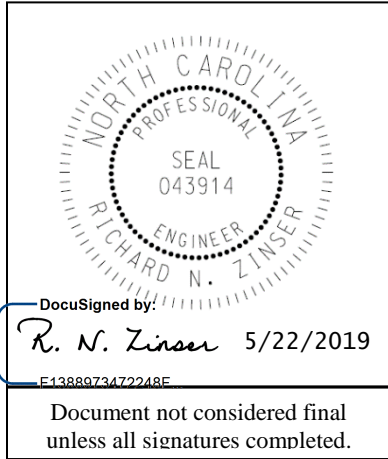 NORTH CAROLINA
PROFESSIONAL
SEAL
043914
ENGINEER
RICHARD N. ZINSER
DocuSigned by:
R. N. Zinser 5/22/2019
F1388973472248F...
Document not considered final
unless all signatures completed.